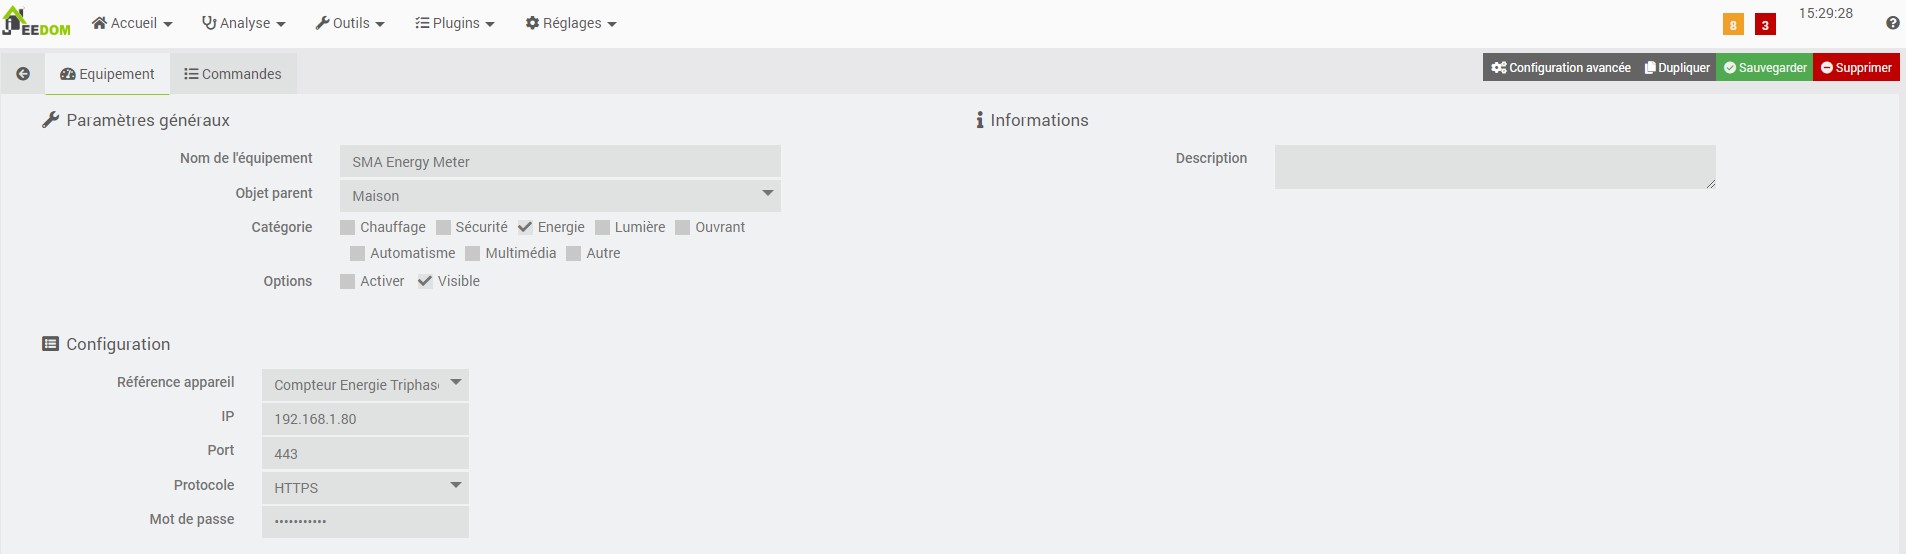 JEEDOM Accueil Analyse Outils Plugins Réglages 8 3 15:29:28
Equipement Commandes Configuration avancée Dupliquer Sauvegarder Supprimer
Paramètres généraux
Nom de l'équipement SMA Energy Meter
Objet parent Maison
Catégorie Chauffage Sécurité Energie Lumière Ouvrant
Automatisme Multimédia Autre
Options Activer Visible
Informations
Description
Configuration
Référence appareil Compteur Energie Triphas
IP 192.168.1.80
Port 443
Protocole HTTPS
Mot de passe •••••••••••